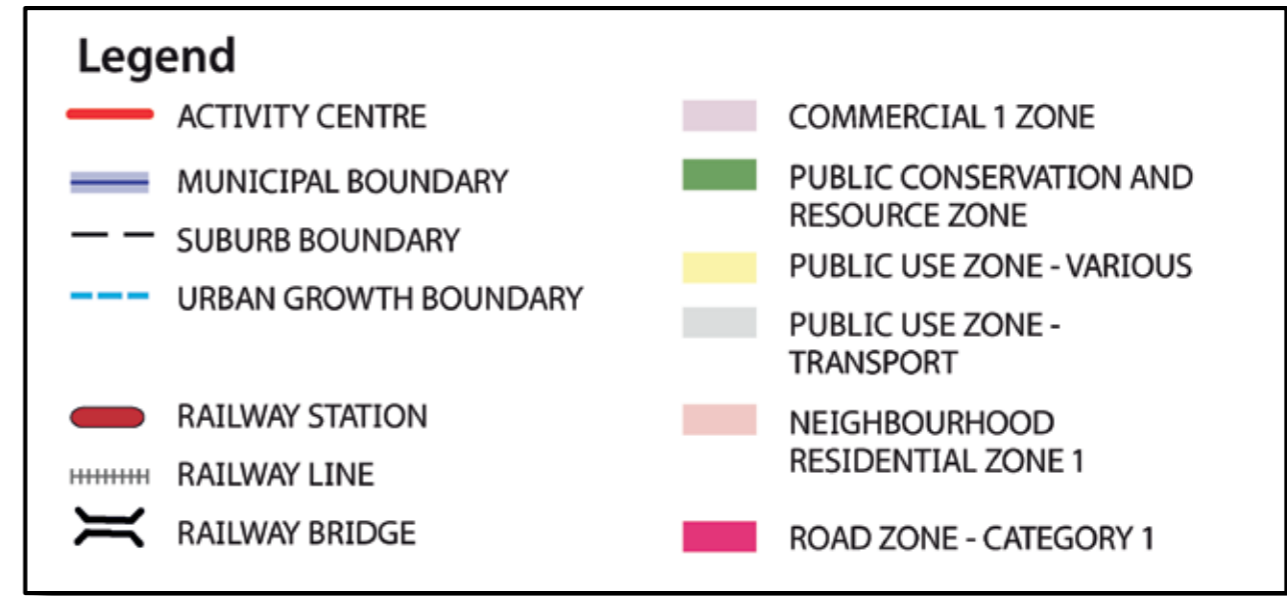 Legend
ACTIVITY CENTRE
MUNICIPAL BOUNDARY
SUBURB BOUNDARY
URBAN GROWTH BOUNDARY
RAILWAY STATION
RAILWAY LINE
RAILWAY BRIDGE
COMMERCIAL 1 ZONE
PUBLIC CONSERVATION AND
RESOURCE ZONE
PUBLIC USE ZONE - VARIOUS
PUBLIC USE ZONE -
TRANSPORT
NEIGHBOURHOOD
RESIDENTIAL ZONE 1
ROAD ZONE - CATEGORY 1